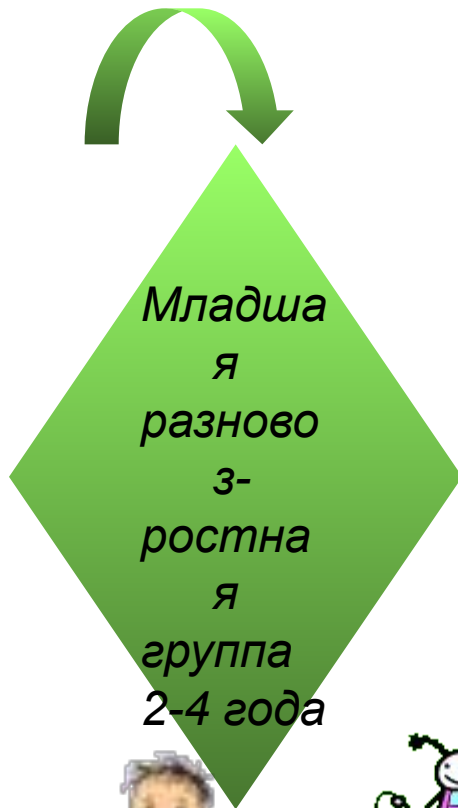 Младша
я
разново
з-
ростна
я
группа
2-4 года